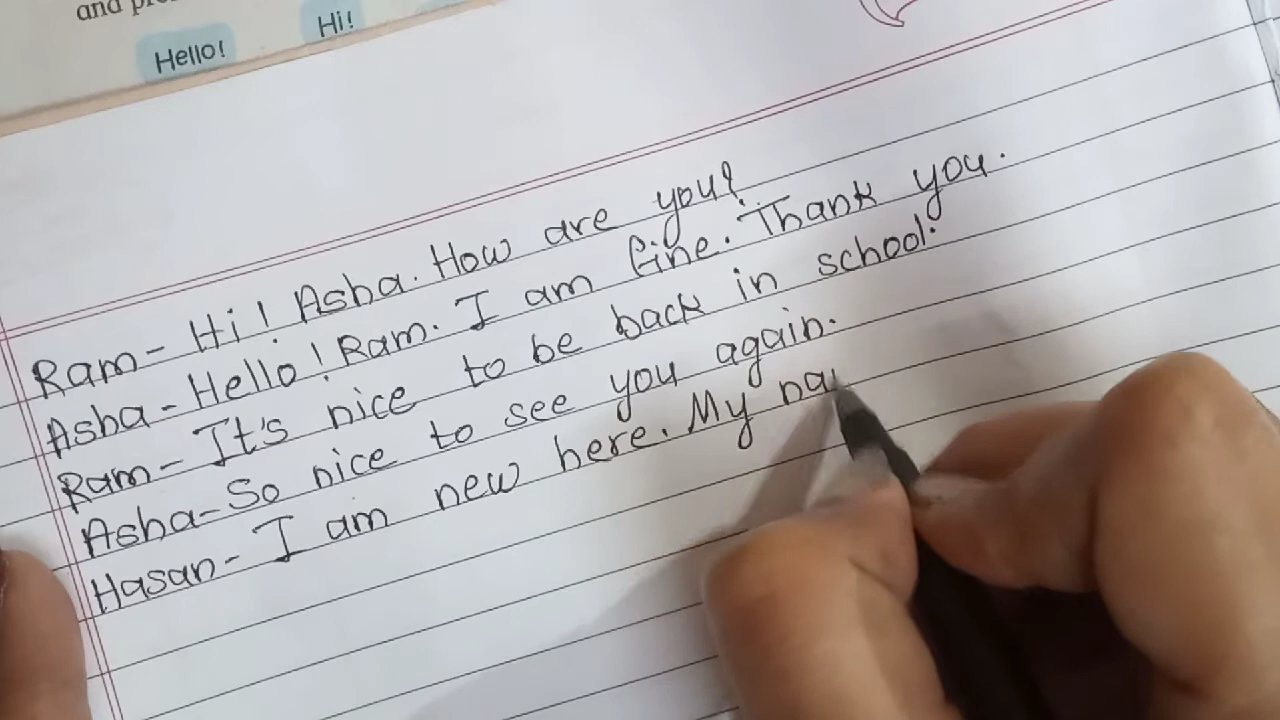 and
Hello!
Hi!
Ram- Hi! Asha. How are you?
Asha- Hello! Ram. I am fine. Thank you.
Ram- It's nice to be back in school.
Asha- So nice to see you again.
Hasan- I am new here. My na